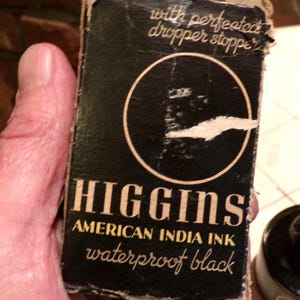 with perfected
dropper stopper
HIGGINS
AMERICAN INDIA INK
waterproof black